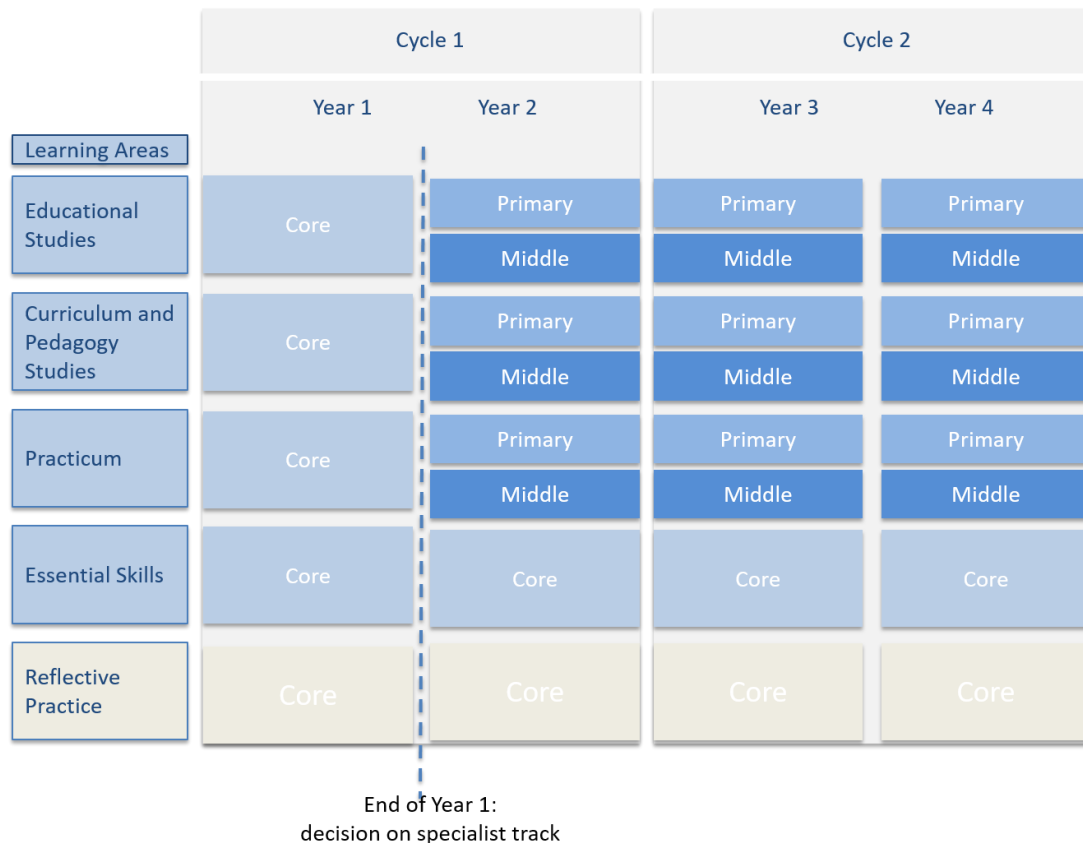 Cycle 1
Cycle 2
Year 1
Year 2
Year 3
Year 4
Learning Areas
Educational
Studies
Core
Primary
Primary
Primary
Middle
Middle
Middle
Curriculum and
Pedagogy
Studies
Core
Primary
Primary
Primary
Middle
Middle
Middle
Practicum
Core
Primary
Primary
Primary
Middle
Middle
Middle
Essential Skills
Core
Core
Core
Core
Reflective
Practice
Core
Core
Core
Core
End of Year 1:
decision on specialist track